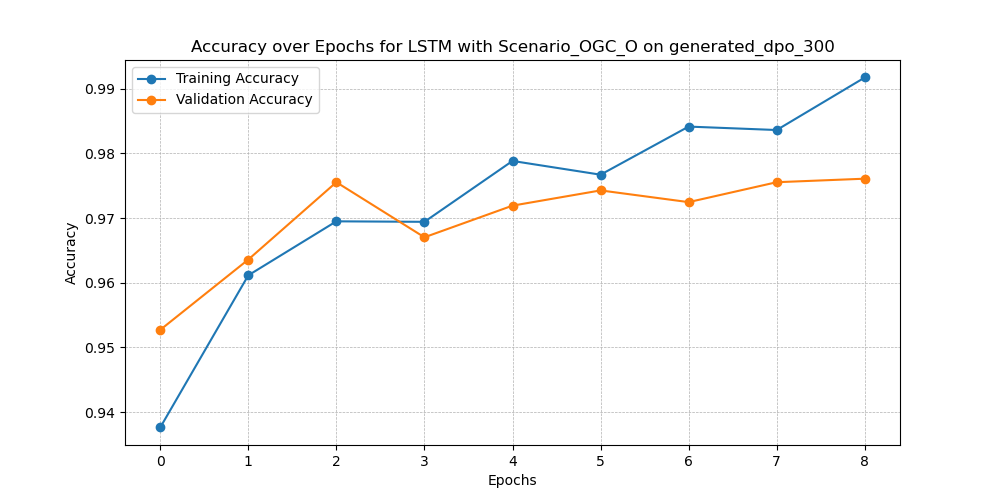 Accuracy over Epochs for LSTM with Scenario_OGC_O on generated_dpo_300
Training Accuracy
Validation Accuracy
0.99
0.98
0.97
0.96
0.95
0.94
Accuracy
0 1 2 3 4 5 6 7 8
Epochs